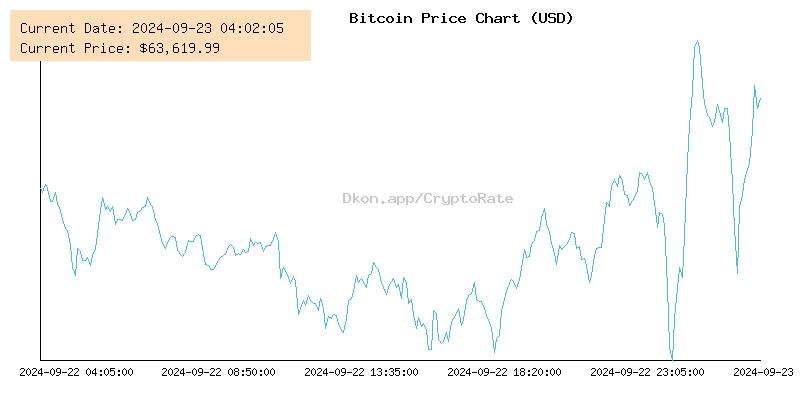 Bitcoin Price Chart (USD)
Current Date: 2024-09-23 04:02:05
Current Price: $63,619.99
Dkon.app/CryptoRate
2024-09-22 04:05:00
2024-09-22 08:50:00
2024-09-22 13:35:00
2024-09-22 18:20:00
2024-09-22 23:05:00
2024-09-23